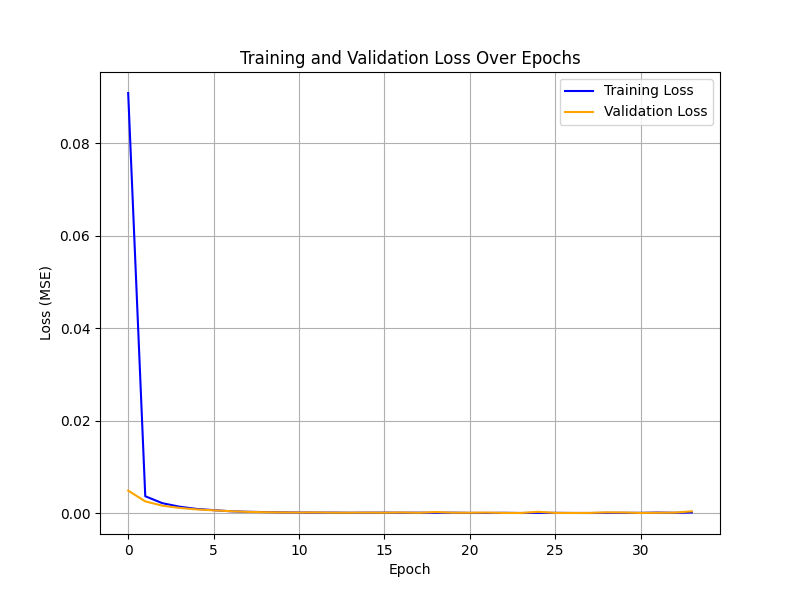 Training and Validation Loss Over Epochs
Training Loss
Validation Loss
0.08
0.06
0.04
0.02
0.00
Loss (MSE)
0 5 10 15 20 25 30
Epoch